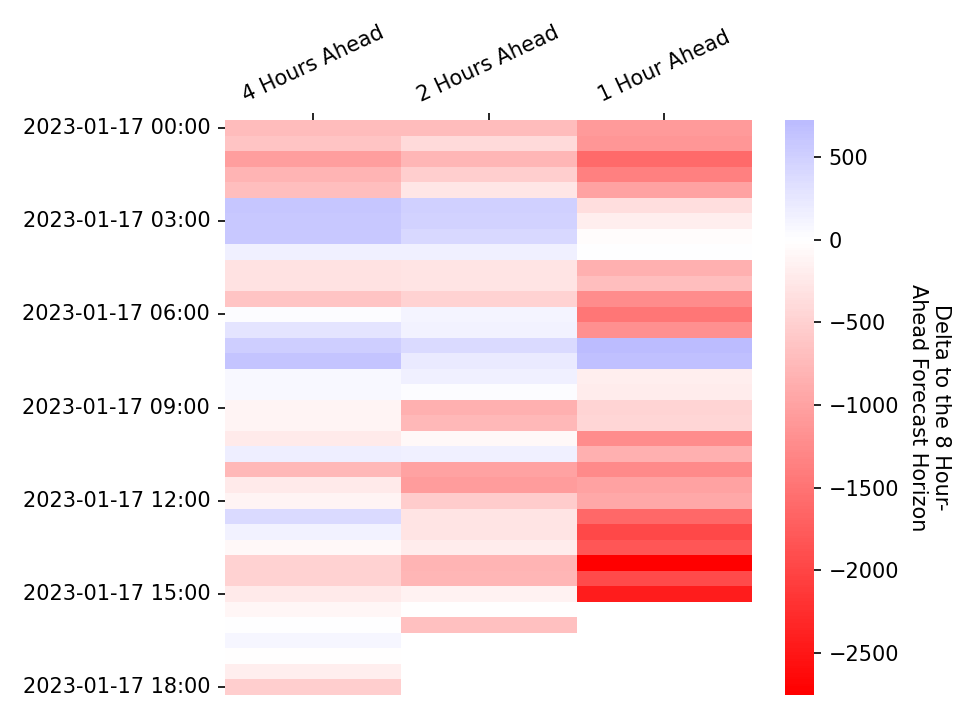 4 Hours Ahead
2 Hours Ahead
1 Hour Ahead
2023-01-17 00:00
2023-01-17 03:00
2023-01-17 06:00
2023-01-17 09:00
2023-01-17 12:00
2023-01-17 15:00
2023-01-17 18:00
500
0
−500
−1000
−1500
−2000
−2500
Delta to the 8 Hour-
Ahead Forecast Horizon